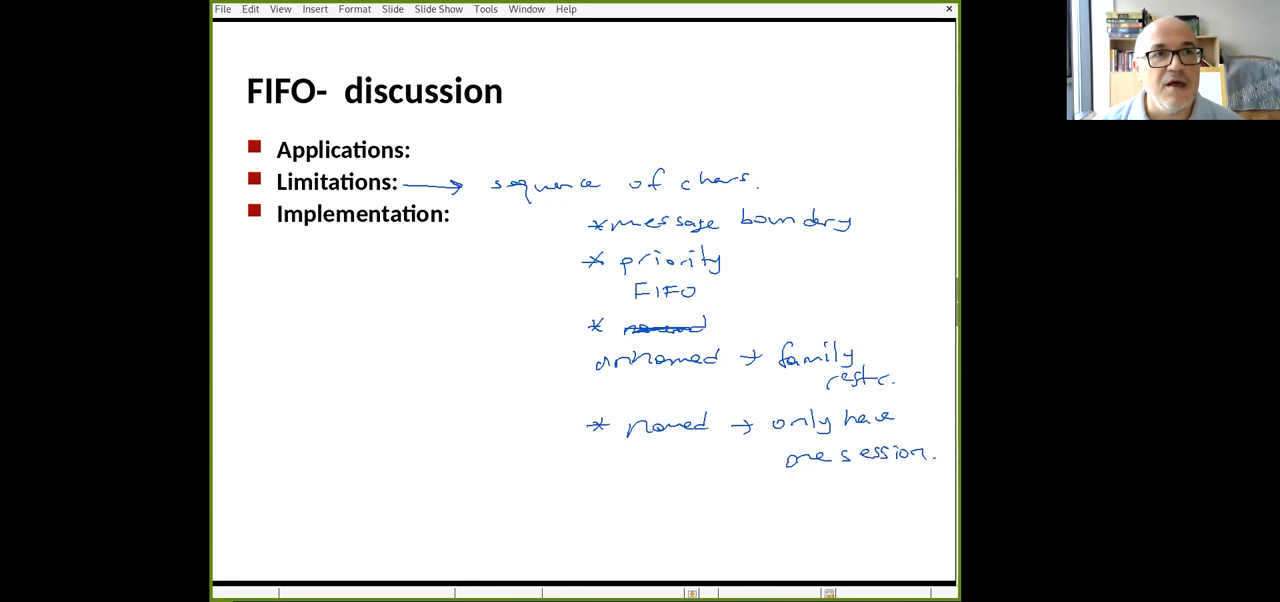 File Edit View Insert Format Slide Slide Show Tools Window Help
FIFO- discussion
Applications:
Limitations: → sequence of chars.
Implementation:
* message boundary
* priority
FIFO
*
unnamed → family
restr.
* named → only have
one session.